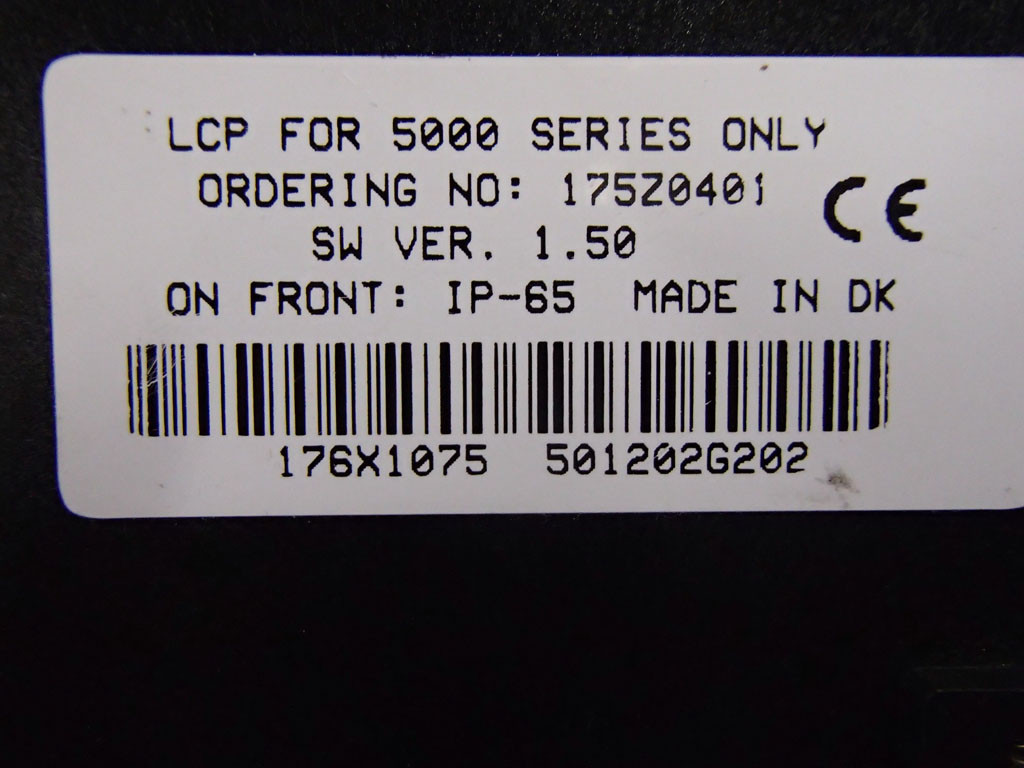 LCP FOR 5000 SERIES ONLY
ORDERING NO: 175Z0401
CE
SW VER. 1.50
ON FRONT: IP-65 MADE IN DK
176X1075 501202G202